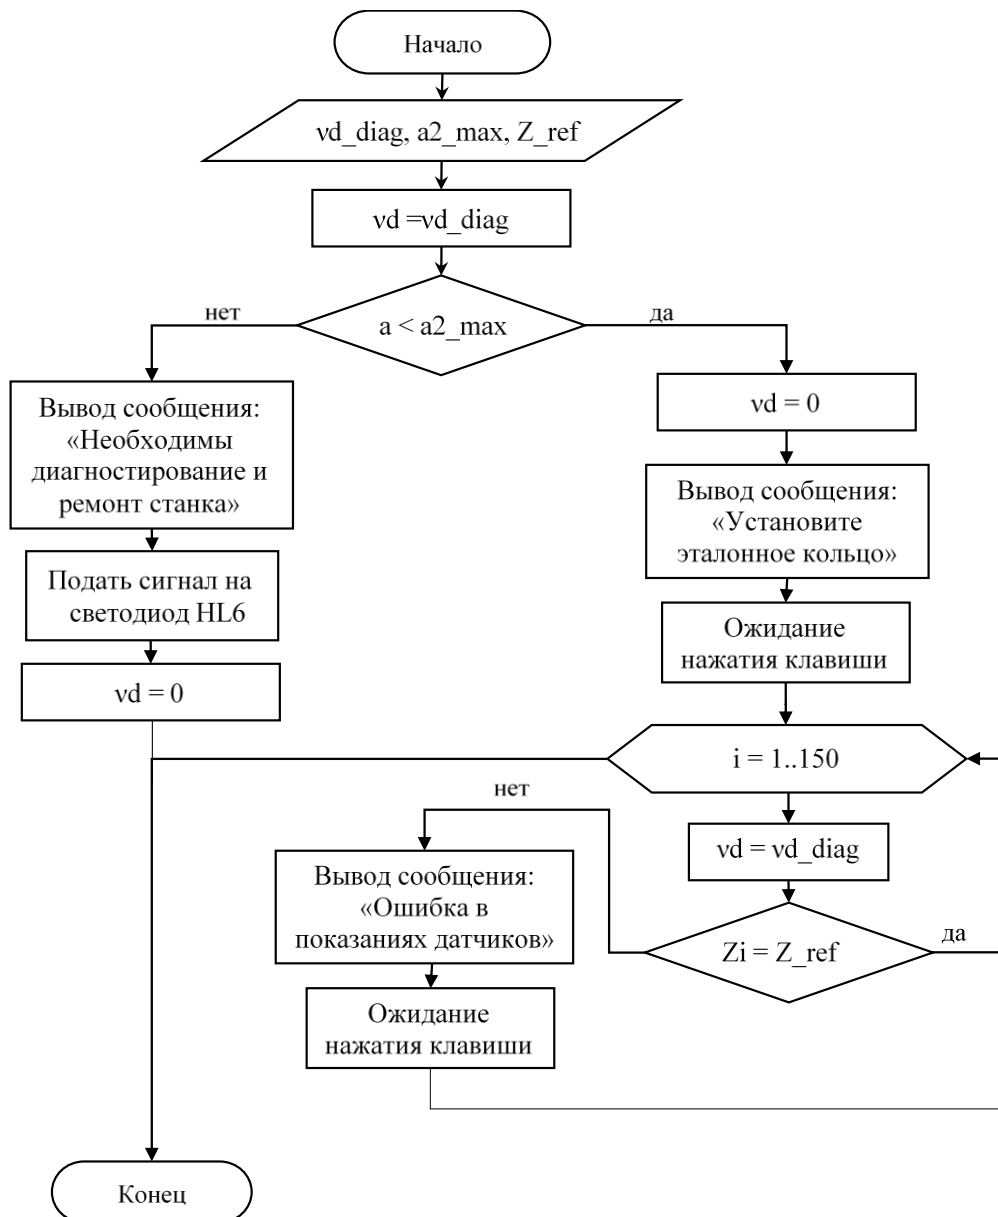 Начало
νd_diag, a2_max, Z_ref
νd =νd_diag
a < a2_max
нет
да
Вывод сообщения:
«Необходимы
диагностирование и
ремонт станка»
Подать сигнал на
светодиод HL6
νd = 0
νd = 0
Вывод сообщения:
«Установите
эталонное кольцо»
Ожидание
нажатия клавиши
i = 1..150
νd = νd_diag
Zi = Z_ref
нет
да
Вывод сообщения:
«Ошибка в
показаниях датчиков»
Ожидание
нажатия клавиши
Конец